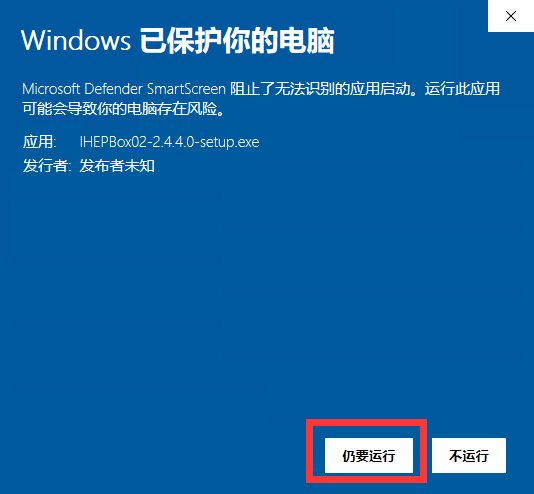 Windows 已保护你的电脑
Microsoft Defender SmartScreen 阻止了无法识别的应用启动。运行此应用
可能会导致你的电脑存在风险。
应用: IHEPBox02-2.4.4.0-setup.exe
发行者: 发布者未知
仍要运行 不运行